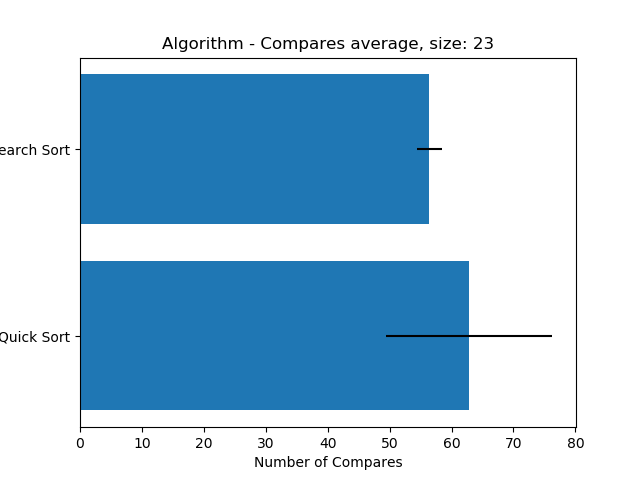 Algorithm - Compares average, size: 23
earch Sort
Quick Sort
0 10 20 30 40 50 60 70 80
Number of Compares